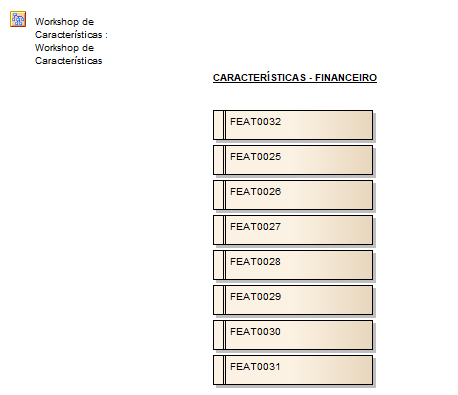 Workshop de
Características :
Workshop de
Características
CARACTERÍSTICAS - FINANCEIRO
FEAT0032
FEAT0025
FEAT0026
FEAT0027
FEAT0028
FEAT0029
FEAT0030
FEAT0031